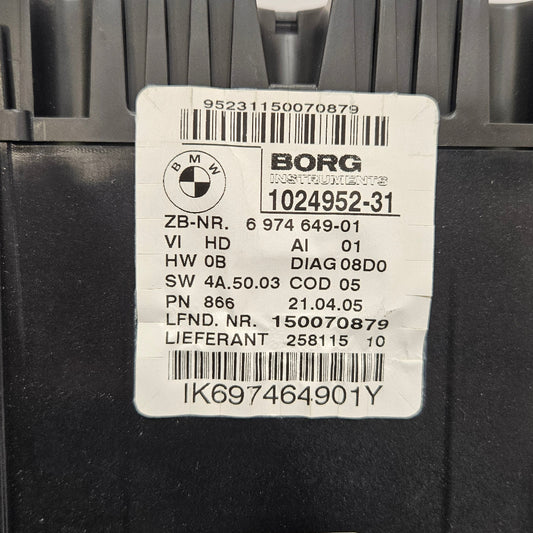 95231150070879
BMW
BORG
INSTRUMENTS
1024952-31
ZB-NR. 6 974 649-01
VI HD AI 01
HW 0B DIAG 08D0
SW 4A.50.03 COD 05
PN 866 21.04.05
LFND. NR. 150070879
LIEFERANT 258115 10
IK697464901Y